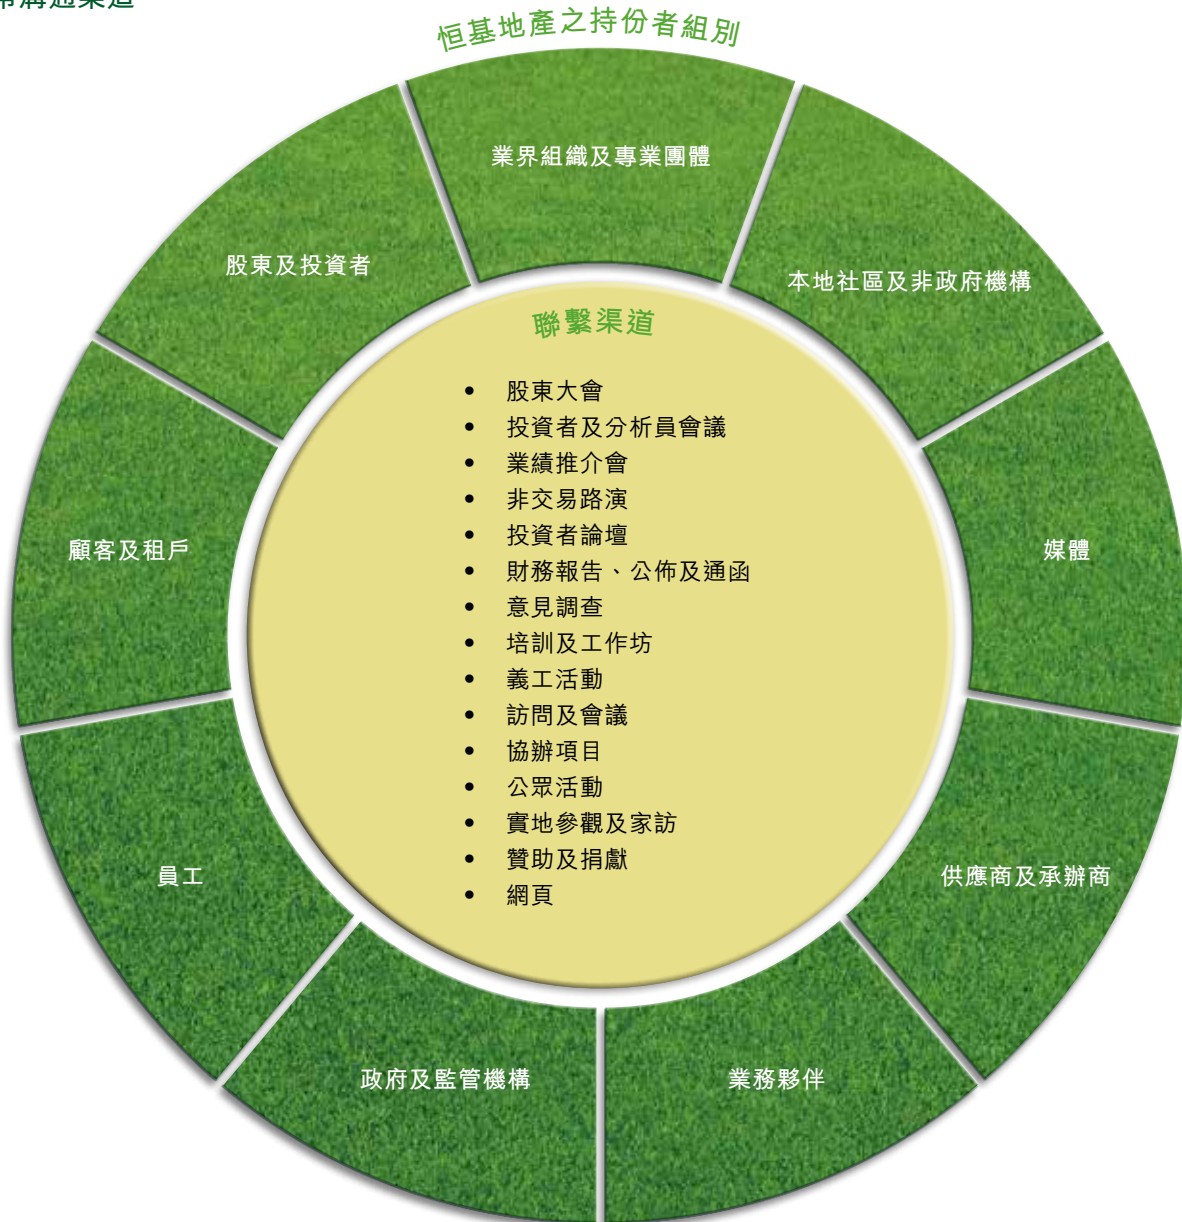 常溝通渠道
恒基地產之持份者組別
業界組織及專業團體
股東及投資者
本地社區及非政府機構
聯繫渠道
• 股東大會
• 投資者及分析員會議
• 業績推介會
• 非交易路演
• 投資者論壇
• 財務報告、公佈及通函
• 意見調查
• 培訓及工作坊
• 義工活動
• 訪問及會議
• 協辦項目
• 公眾活動
• 實地參觀及家訪
• 贊助及捐獻
• 網頁
顧客及租戶
媒體
員工
供應商及承辦商
政府及監管機構
業務夥伴